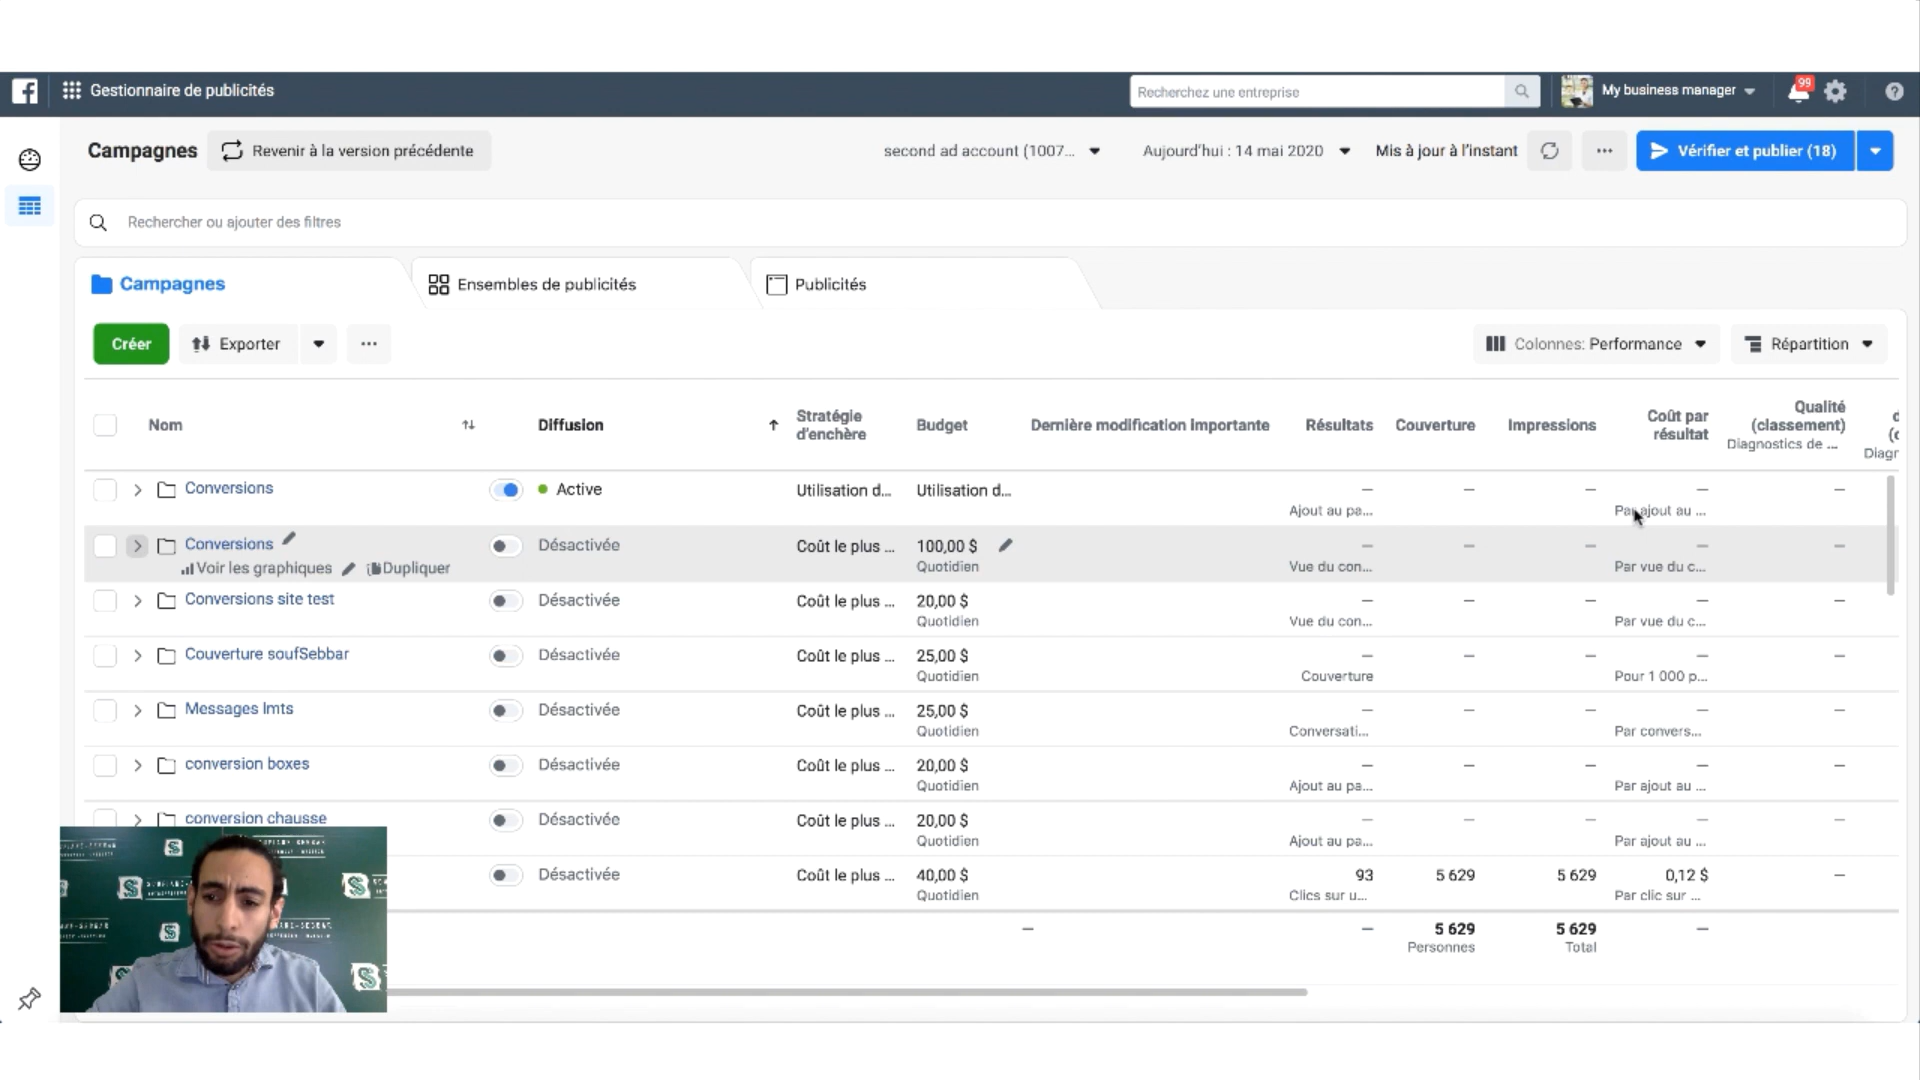 Gestionnaire de publicités
Recherchez une entreprise
My business manager
99
Campagnes
Revenir à la version précédente
second ad account (1007...
Aujourd'hui : 14 mai 2020
Mis à jour à l'instant
Vérifier et publier (18)
Rechercher ou ajouter des filtres
Campagnes
Ensembles de publicités
Publicités
Créer
Exporter
Colonnes: Performance
Répartition
Nom
Diffusion
Stratégie d'enchère
Budget
Dernière modification importante
Résultats
Couverture
Impressions
Coût par résultat
Qualité (classement)
Diagnostics de ...
Diagr
Conversions
Active
Utilisation d...
Utilisation d...
— — — — —
Ajout au pa...
Par ajout au ...
Conversions
Désactivée
Coût le plus ...
100,00 $
— — — — —
Voir les graphiques
Dupliquer
Quotidien
Vue du con...
Par vue du c...
Conversions site test
Désactivée
Coût le plus ...
20,00 $
— — — — —
Quotidien
Vue du con...
Par vue du c...
Couverture soufSebbar
Désactivée
Coût le plus ...
25,00 $
— — — — —
Quotidien
Couverture
Pour 1 000 p...
Messages lmts
Désactivée
Coût le plus ...
25,00 $
— — — — —
Quotidien
Conversati...
Par convers...
conversion boxes
Désactivée
Coût le plus ...
20,00 $
— — — — —
Quotidien
Ajout au pa...
Par ajout au ...
conversion chausse
Désactivée
Coût le plus ...
20,00 $
— — — — —
Quotidien
Ajout au pa...
Par ajout au ...
Désactivée
Coût le plus ...
40,00 $
93
5 629
5 629
0,12 $
—
Quotidien
Clics sur u...
Par clic sur ...
—
—
5 629
5 629
—
Personnes
Total